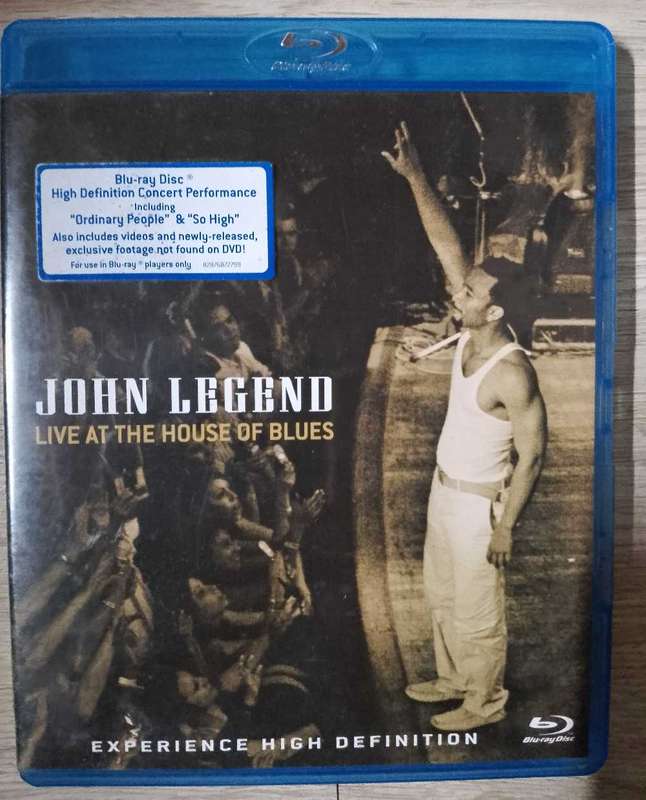 Blu-ray Disc
Blu-ray Disc ®
High Definition Concert Performance
Including
"Ordinary People" & "So High"
Also includes videos and newly-released,
exclusive footage not found on DVD!
For use in Blu-ray ® players only
JOHN LEGEND
LIVE AT THE HOUSE OF BLUES
EXPERIENCE HIGH DEFINITION
Blu-ray Disc